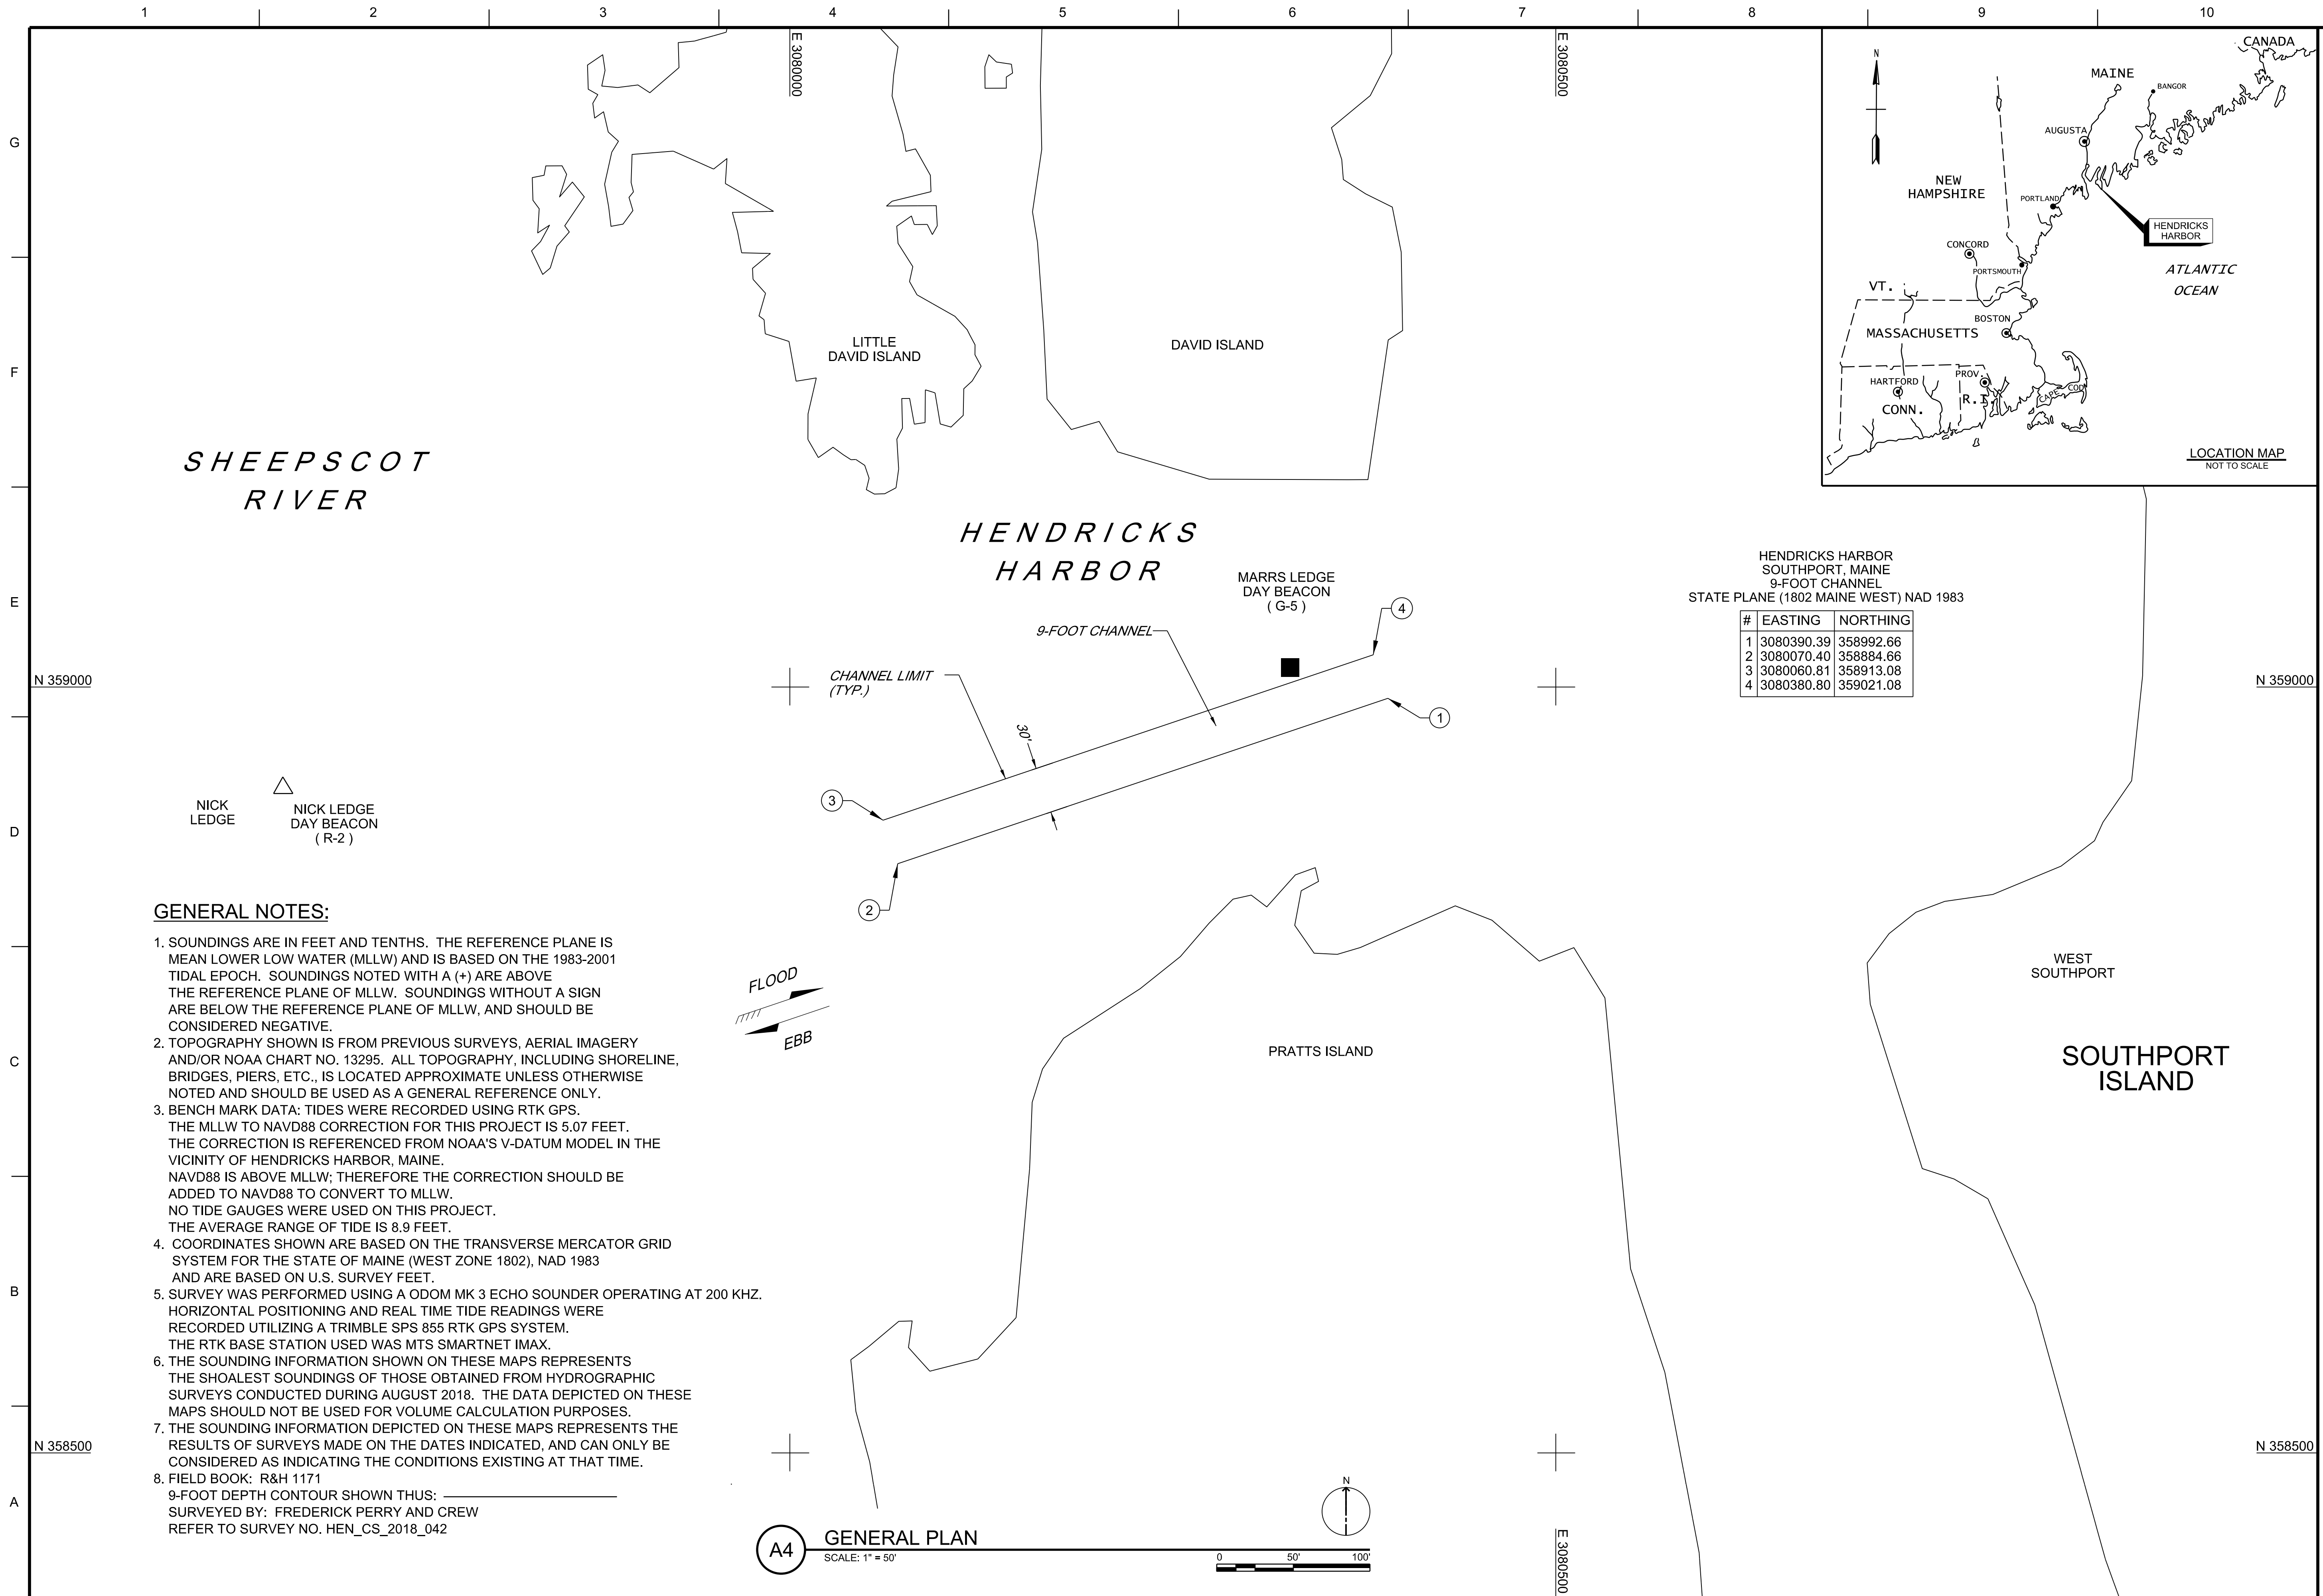 1 2 3 4 5 6 7 8 9 10
G
F
E
D
C
B
A
E 3080000
E 3080500
N
CANADA
MAINE
BANGOR
AUGUSTA
NEW
HAMPSHIRE
PORTLAND
HENDRICKS
HARBOR
CONCORD
PORTSMOUTH
ATLANTIC
OCEAN
VT.
BOSTON
MASSACHUSETTS
HARTFORD
PROV.
CONN.
R.I.
CAPE COD
LOCATION MAP
NOT TO SCALE
LITTLE
DAVID ISLAND
DAVID ISLAND
SHEEPSCOT
RIVER
HENDRICKS
HARBOR
MARRS LEDGE
DAY BEACON
( G-5 )
4
9-FOOT CHANNEL
CHANNEL LIMIT
(TYP.)
30'
1
3
2
HENDRICKS HARBOR
SOUTHPORT, MAINE
9-FOOT CHANNEL
STATE PLANE (1802 MAINE WEST) NAD 1983
# EASTING NORTHING
1 3080390.39 358992.66
2 3080070.40 358884.66
3 3080060.81 358913.08
4 3080380.80 359021.08
N 359000
N 359000
NICK
LEDGE
NICK LEDGE
DAY BEACON
( R-2 )
GENERAL NOTES:
1. SOUNDINGS ARE IN FEET AND TENTHS. THE REFERENCE PLANE IS
MEAN LOWER LOW WATER (MLLW) AND IS BASED ON THE 1983-2001
TIDAL EPOCH. SOUNDINGS NOTED WITH A (+) ARE ABOVE
THE REFERENCE PLANE OF MLLW. SOUNDINGS WITHOUT A SIGN
ARE BELOW THE REFERENCE PLANE OF MLLW, AND SHOULD BE
CONSIDERED NEGATIVE.
2. TOPOGRAPHY SHOWN IS FROM PREVIOUS SURVEYS, AERIAL IMAGERY
AND/OR NOAA CHART NO. 13295. ALL TOPOGRAPHY, INCLUDING SHORELINE,
BRIDGES, PIERS, ETC., IS LOCATED APPROXIMATE UNLESS OTHERWISE
NOTED AND SHOULD BE USED AS A GENERAL REFERENCE ONLY.
3. BENCH MARK DATA: TIDES WERE RECORDED USING RTK GPS.
THE MLLW TO NAVD88 CORRECTION FOR THIS PROJECT IS 5.07 FEET.
THE CORRECTION IS REFERENCED FROM NOAA'S V-DATUM MODEL IN THE
VICINITY OF HENDRICKS HARBOR, MAINE.
NAVD88 IS ABOVE MLLW; THEREFORE THE CORRECTION SHOULD BE
ADDED TO NAVD88 TO CONVERT TO MLLW.
NO TIDE GAUGES WERE USED ON THIS PROJECT.
THE AVERAGE RANGE OF TIDE IS 8.9 FEET.
4. COORDINATES SHOWN ARE BASED ON THE TRANSVERSE MERCATOR GRID
SYSTEM FOR THE STATE OF MAINE (WEST ZONE 1802), NAD 1983
AND ARE BASED ON U.S. SURVEY FEET.
5. SURVEY WAS PERFORMED USING A ODOM MK 3 ECHO SOUNDER OPERATING AT 200 KHZ.
HORIZONTAL POSITIONING AND REAL TIME TIDE READINGS WERE
RECORDED UTILIZING A TRIMBLE SPS 855 RTK GPS SYSTEM.
THE RTK BASE STATION USED WAS MTS SMARTNET IMAX.
6. THE SOUNDING INFORMATION SHOWN ON THESE MAPS REPRESENTS
THE SHOALEST SOUNDINGS OF THOSE OBTAINED FROM HYDROGRAPHIC
SURVEYS CONDUCTED DURING AUGUST 2018. THE DATA DEPICTED ON THESE
MAPS SHOULD NOT BE USED FOR VOLUME CALCULATION PURPOSES.
7. THE SOUNDING INFORMATION DEPICTED ON THESE MAPS REPRESENTS THE
RESULTS OF SURVEYS MADE ON THE DATES INDICATED, AND CAN ONLY BE
CONSIDERED AS INDICATING THE CONDITIONS EXISTING AT THAT TIME.
8. FIELD BOOK: R&H 1171
9-FOOT DEPTH CONTOUR SHOWN THUS:
SURVEYED BY: FREDERICK PERRY AND CREW
REFER TO SURVEY NO. HEN_CS_2018_042
FLOOD
EBB
PRATTS ISLAND
WEST
SOUTHPORT
SOUTHPORT
ISLAND
N 358500
N 358500
N
A4
GENERAL PLAN
SCALE: 1" = 50'
0 50' 100'
E 3080500